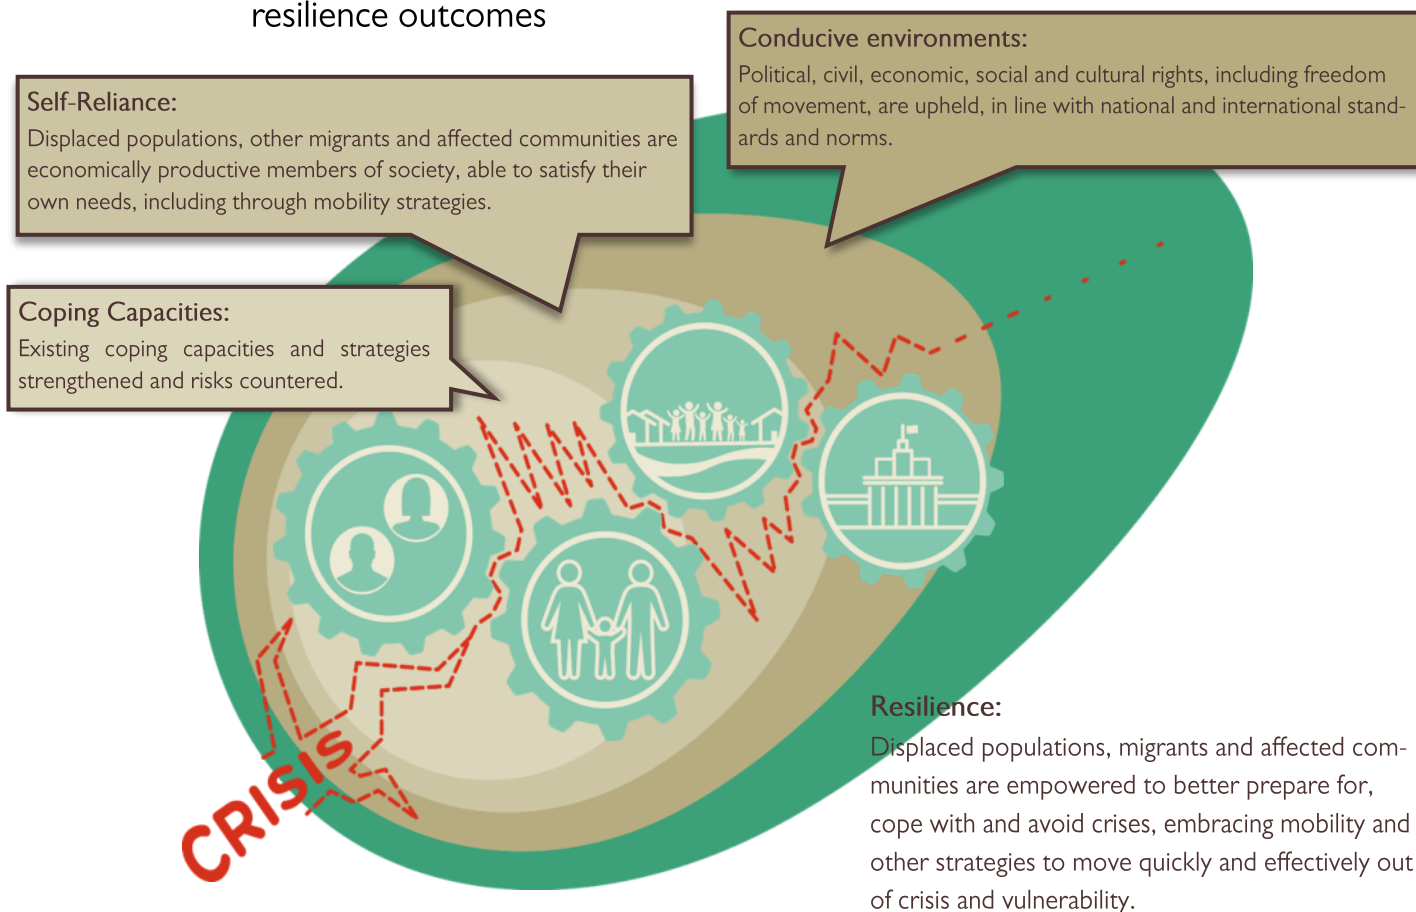 resilience outcomes
Conducive environments:
Political, civil, economic, social and cultural rights, including freedom
of movement, are upheld, in line with national and international stand-
ards and norms.
Self-Reliance:
Displaced populations, other migrants and affected communities are
economically productive members of society, able to satisfy their
own needs, including through mobility strategies.
Coping Capacities:
Existing coping capacities and strategies
strengthened and risks countered.
CRISIS
Resilience:
Displaced populations, migrants and affected com-
munities are empowered to better prepare for,
cope with and avoid crises, embracing mobility and
other strategies to move quickly and effectively out
of crisis and vulnerability.